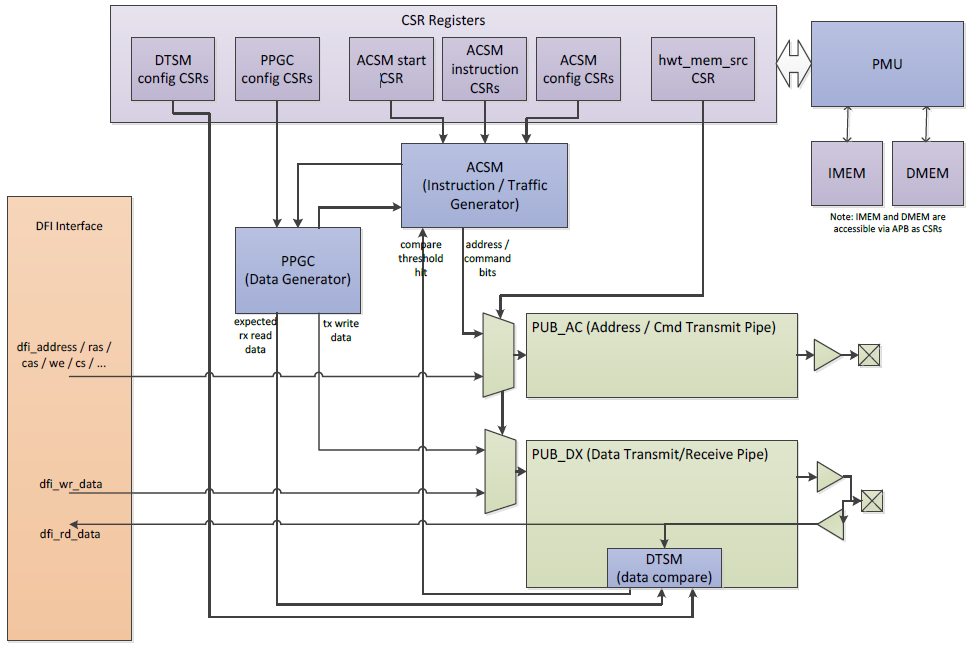 CSR Registers
DTSM
config CSRs
PPGC
config CSRs
ACSM start
CSR
ACSM
instruction
CSRs
ACSM
config CSRs
hwt_mem_src
CSR
PMU
IMEM
DMEM
Note: IMEM and DMEM are
accessible via APB as CSRs
ACSM
(Instruction / Traffic
Generator)
DFI Interface
PPGC
(Data Generator)
compare
threshold
hit
address /
command
bits
expected
rx read
data
tx write
data
PUB_AC (Address / Cmd Transmit Pipe)
dfi_address / ras /
cas / we / cs / ...
PUB_DX (Data Transmit/Receive Pipe)
dfi_wr_data
dfi_rd_data
DTSM
(data compare)